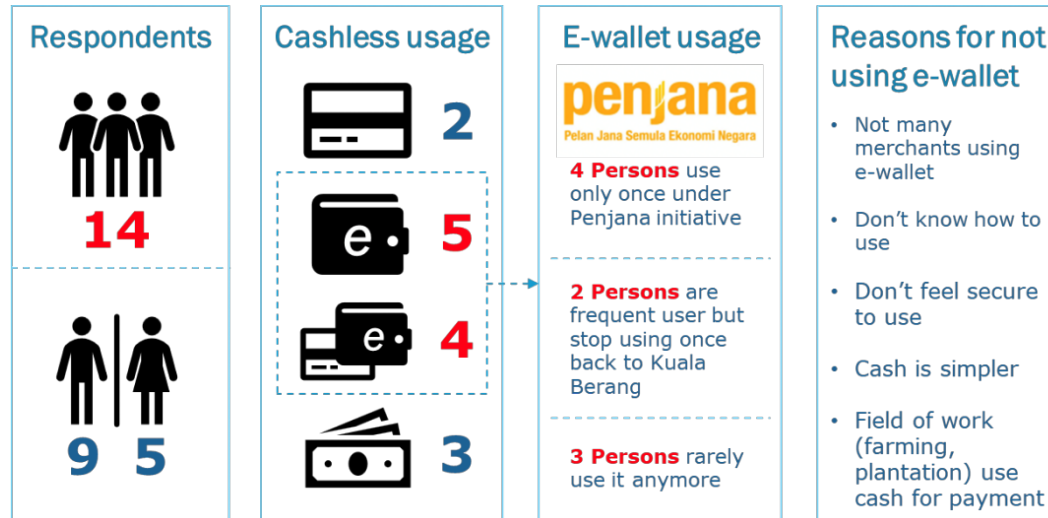 Respondents
14
9 5
Cashless usage
2
e
5
e
4
3
E-wallet usage
penjana
Pelan Jana Semula Ekonomi Negara
4 Persons use
only once under
Penjana initiative
2 Persons are
frequent user but
stop using once
back to Kuala
Berang
3 Persons rarely
use it anymore
Reasons for not
using e-wallet
• Not many
merchants using
e-wallet
• Don’t know how to
use
• Don’t feel secure
to use
• Cash is simpler
• Field of work
(farming,
plantation) use
cash for payment